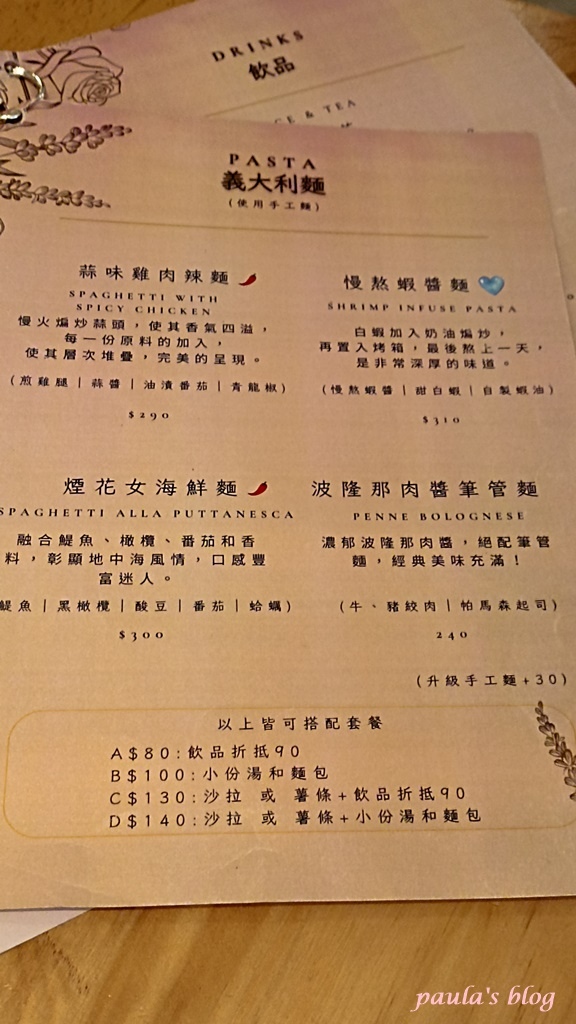 DRINKS
飲品
CE & TEA
PASTA
義大利麵
(使用手工麵)
蒜味雞肉辣麵
SPAGHETTI WITH
SPICY CHICKEN
慢火煸炒蒜頭，使其香氣四溢，
每一份原料的加入，
使其層次堆疊，完美的呈現。
(煎雞腿 | 蒜醬 | 油漬番茄 | 青龍椒)
$290
慢熬蝦醬麵
SHRIMP INFUSE PASTA
白蝦加入奶油煸炒，
再置入烤箱，最後熬上一天，
是非常深厚的味道。
(慢熬蝦醬 | 甜白蝦 | 自製蝦油)
$310
煙花女海鮮麵
SPAGHETTI ALLA PUTTANESCA
融合鯷魚、橄欖、番茄和香
料，彰顯地中海風情，口感豐
富迷人。
鯷魚 | 黑橄欖 | 酸豆 | 番茄 | 蛤蠣)
$300
波隆那肉醬筆管麵
PENNE BOLOGNESE
濃郁波隆那肉醬，絕配筆管
麵，經典美味充滿！
(牛、豬絞肉 | 帕馬森起司)
240
(升級手工麵+30)
以上皆可搭配套餐
A$80:飲品折抵90
B$100:小份湯和麵包
C$130:沙拉 或 薯條+飲品折抵90
D$140:沙拉 或 薯條+小份湯和麵包
paula's blog